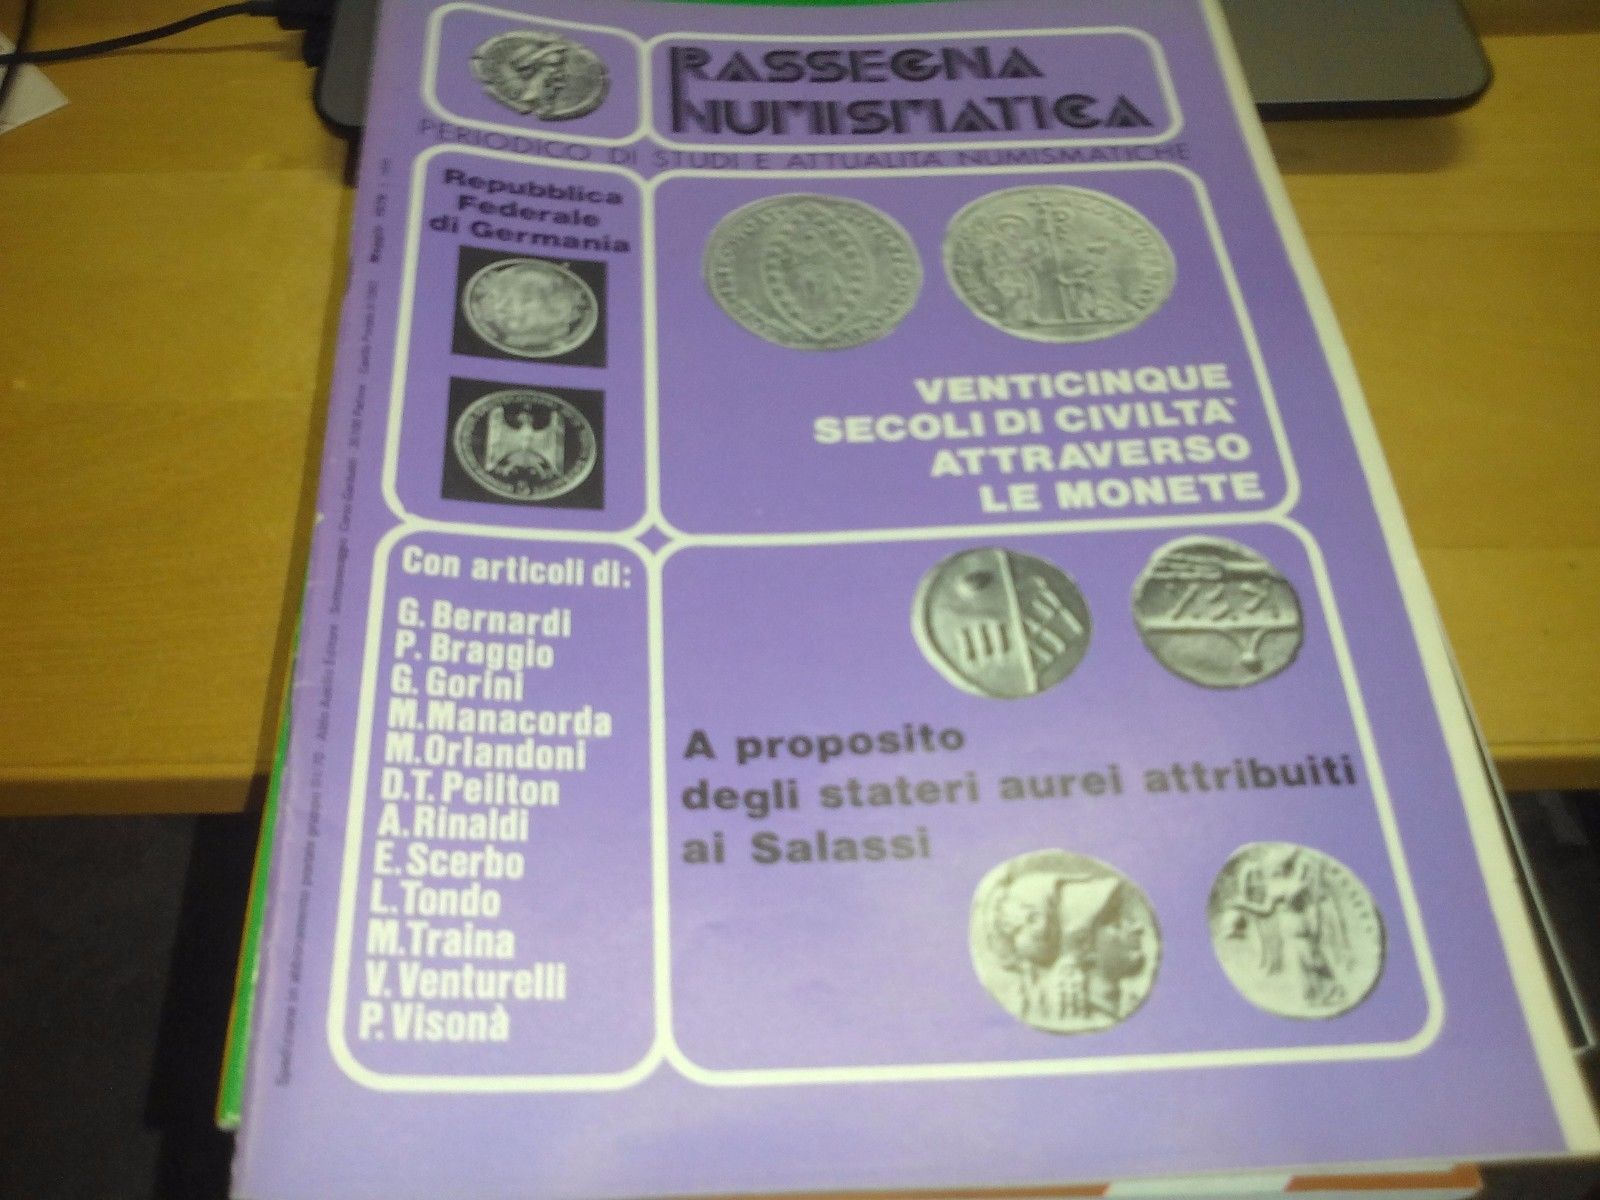 RASSEGNA
NUMISMATICA
PERIODICO DI STUDI E ATTUALITA NUMISMATICHE
Repubblica
Federale
di Germania
VENTICINQUE
SECOLI DI CIVILTA`
ATTRAVERSO
LE MONETE
Con articoli di:
G. Bernardi
P. Braggio
G. Gorini
M. Manacorda
M. Orlandoni
D.T. Peilton
A. Rinaldi
E. Scerbo
L. Tondo
M. Traina
V. Venturelli
P. Visonà
A proposito
degli stateri aurei attribuiti
ai Salassi